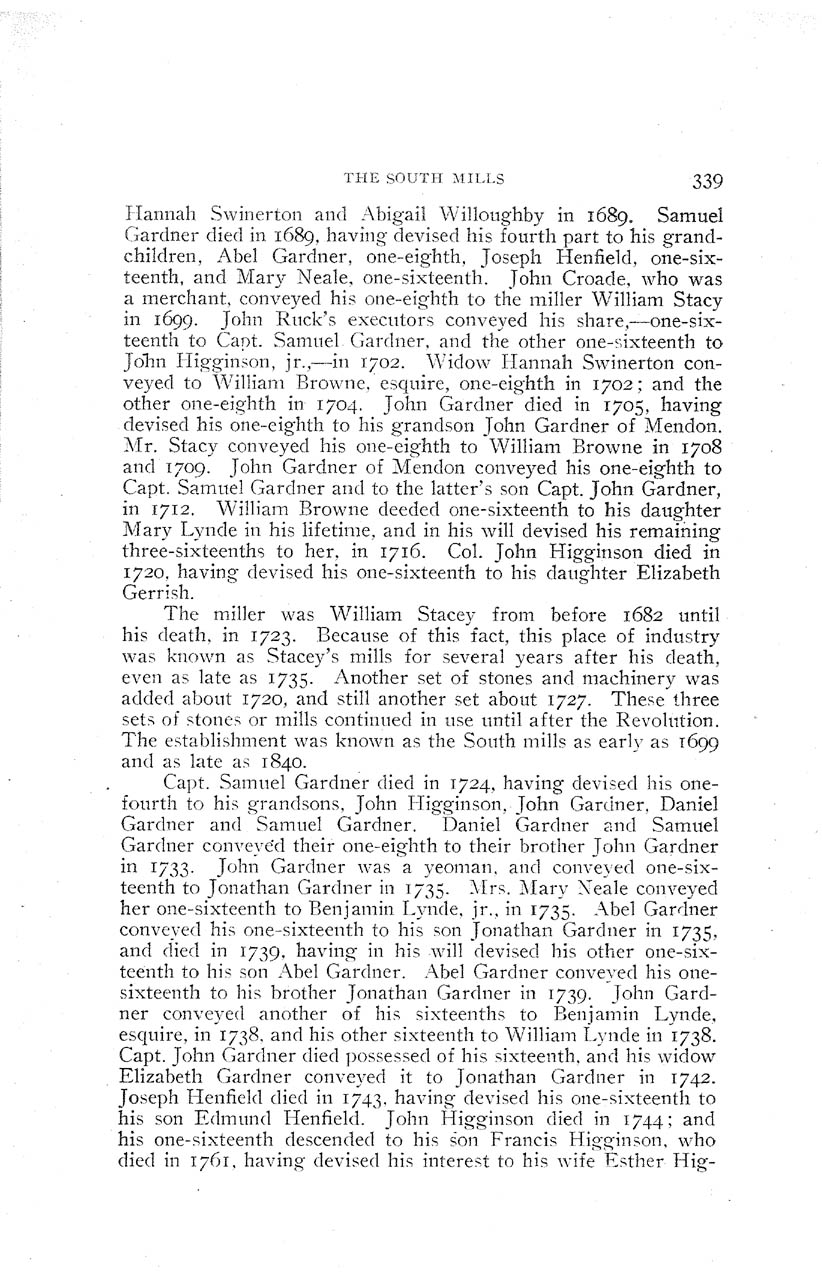 THE SOUTH MILLS 339
Hannah Swinerton and Abigail Willoughby in 1689. Samuel
Gardner died in 1689, having devised his fourth part to his grand-
children, Abel Gardner, one-eighth, Joseph Henfield, one-six-
teenth, and Mary Neale, one-sixteenth. John Croade, who was
a merchant, conveyed his one-eighth to the miller William Stacy
in 1699. John Ruck's executors conveyed his share,—one-six-
teenth to Capt. Samuel Gardner, and the other one-sixteenth to
John Higginson, jr.,—in 1702. Widow Hannah Swinerton con-
veyed to William Browne, esquire, one-eighth in 1702; and the
other one-eighth in 1704. John Gardner died in 1705, having
devised his one-eighth to his grandson John Gardner of Mendon.
Mr. Stacy conveyed his one-eighth to William Browne in 1708
and 1709. John Gardner of Mendon conveyed his one-eighth to
Capt. Samuel Gardner and to the latter's son Capt. John Gardner,
in 1712. William Browne deeded one-sixteenth to his daughter
Mary Lynde in his lifetime, and in his will devised his remaining
three-sixteenths to her, in 1716. Col. John Higginson died in
1720, having devised his one-sixteenth to his daughter Elizabeth
Gerrish.
The miller was William Stacey from before 1682 until
his death, in 1723. Because of this fact, this place of industry
was known as Stacey's mills for several years after his death,
even as late as 1735. Another set of stones and machinery was
added about 1720, and still another set about 1727. These three
sets of stones or mills continued in use until after the Revolution.
The establishment was known as the South mills as early as 1699
and as late as 1840.
Capt. Samuel Gardner died in 1724, having devised his one-
fourth to his grandsons, John Higginson, John Gardner, Daniel
Gardner and Samuel Gardner. Daniel Gardner and Samuel
Gardner conveyed their one-eighth to their brother John Gardner
in 1733. John Gardner was a yeoman, and conveyed one-six-
teenth to Jonathan Gardner in 1735. Mrs. Mary Neale conveyed
her one-sixteenth to Benjamin Lynde, jr., in 1735. Abel Gardner
conveyed his one-sixteenth to his son Jonathan Gardner in 1735,
and died in 1739, having in his will devised his other one-six-
teenth to his son Abel Gardner. Abel Gardner conveyed his one-
sixteenth to his brother Jonathan Gardner in 1739. John Gard-
ner conveyed another of his sixteenths to Benjamin Lynde,
esquire, in 1738, and his other sixteenth to William Lynde in 1738.
Capt. John Gardner died possessed of his sixteenth, and his widow
Elizabeth Gardner conveyed it to Jonathan Gardner in 1742.
Joseph Henfield died in 1743, having devised his one-sixteenth to
his son Edmund Henfield. John Higginson died in 1744; and
his one-sixteenth descended to his son Francis Higginson, who
died in 1761, having devised his interest to his wife Esther Hig-